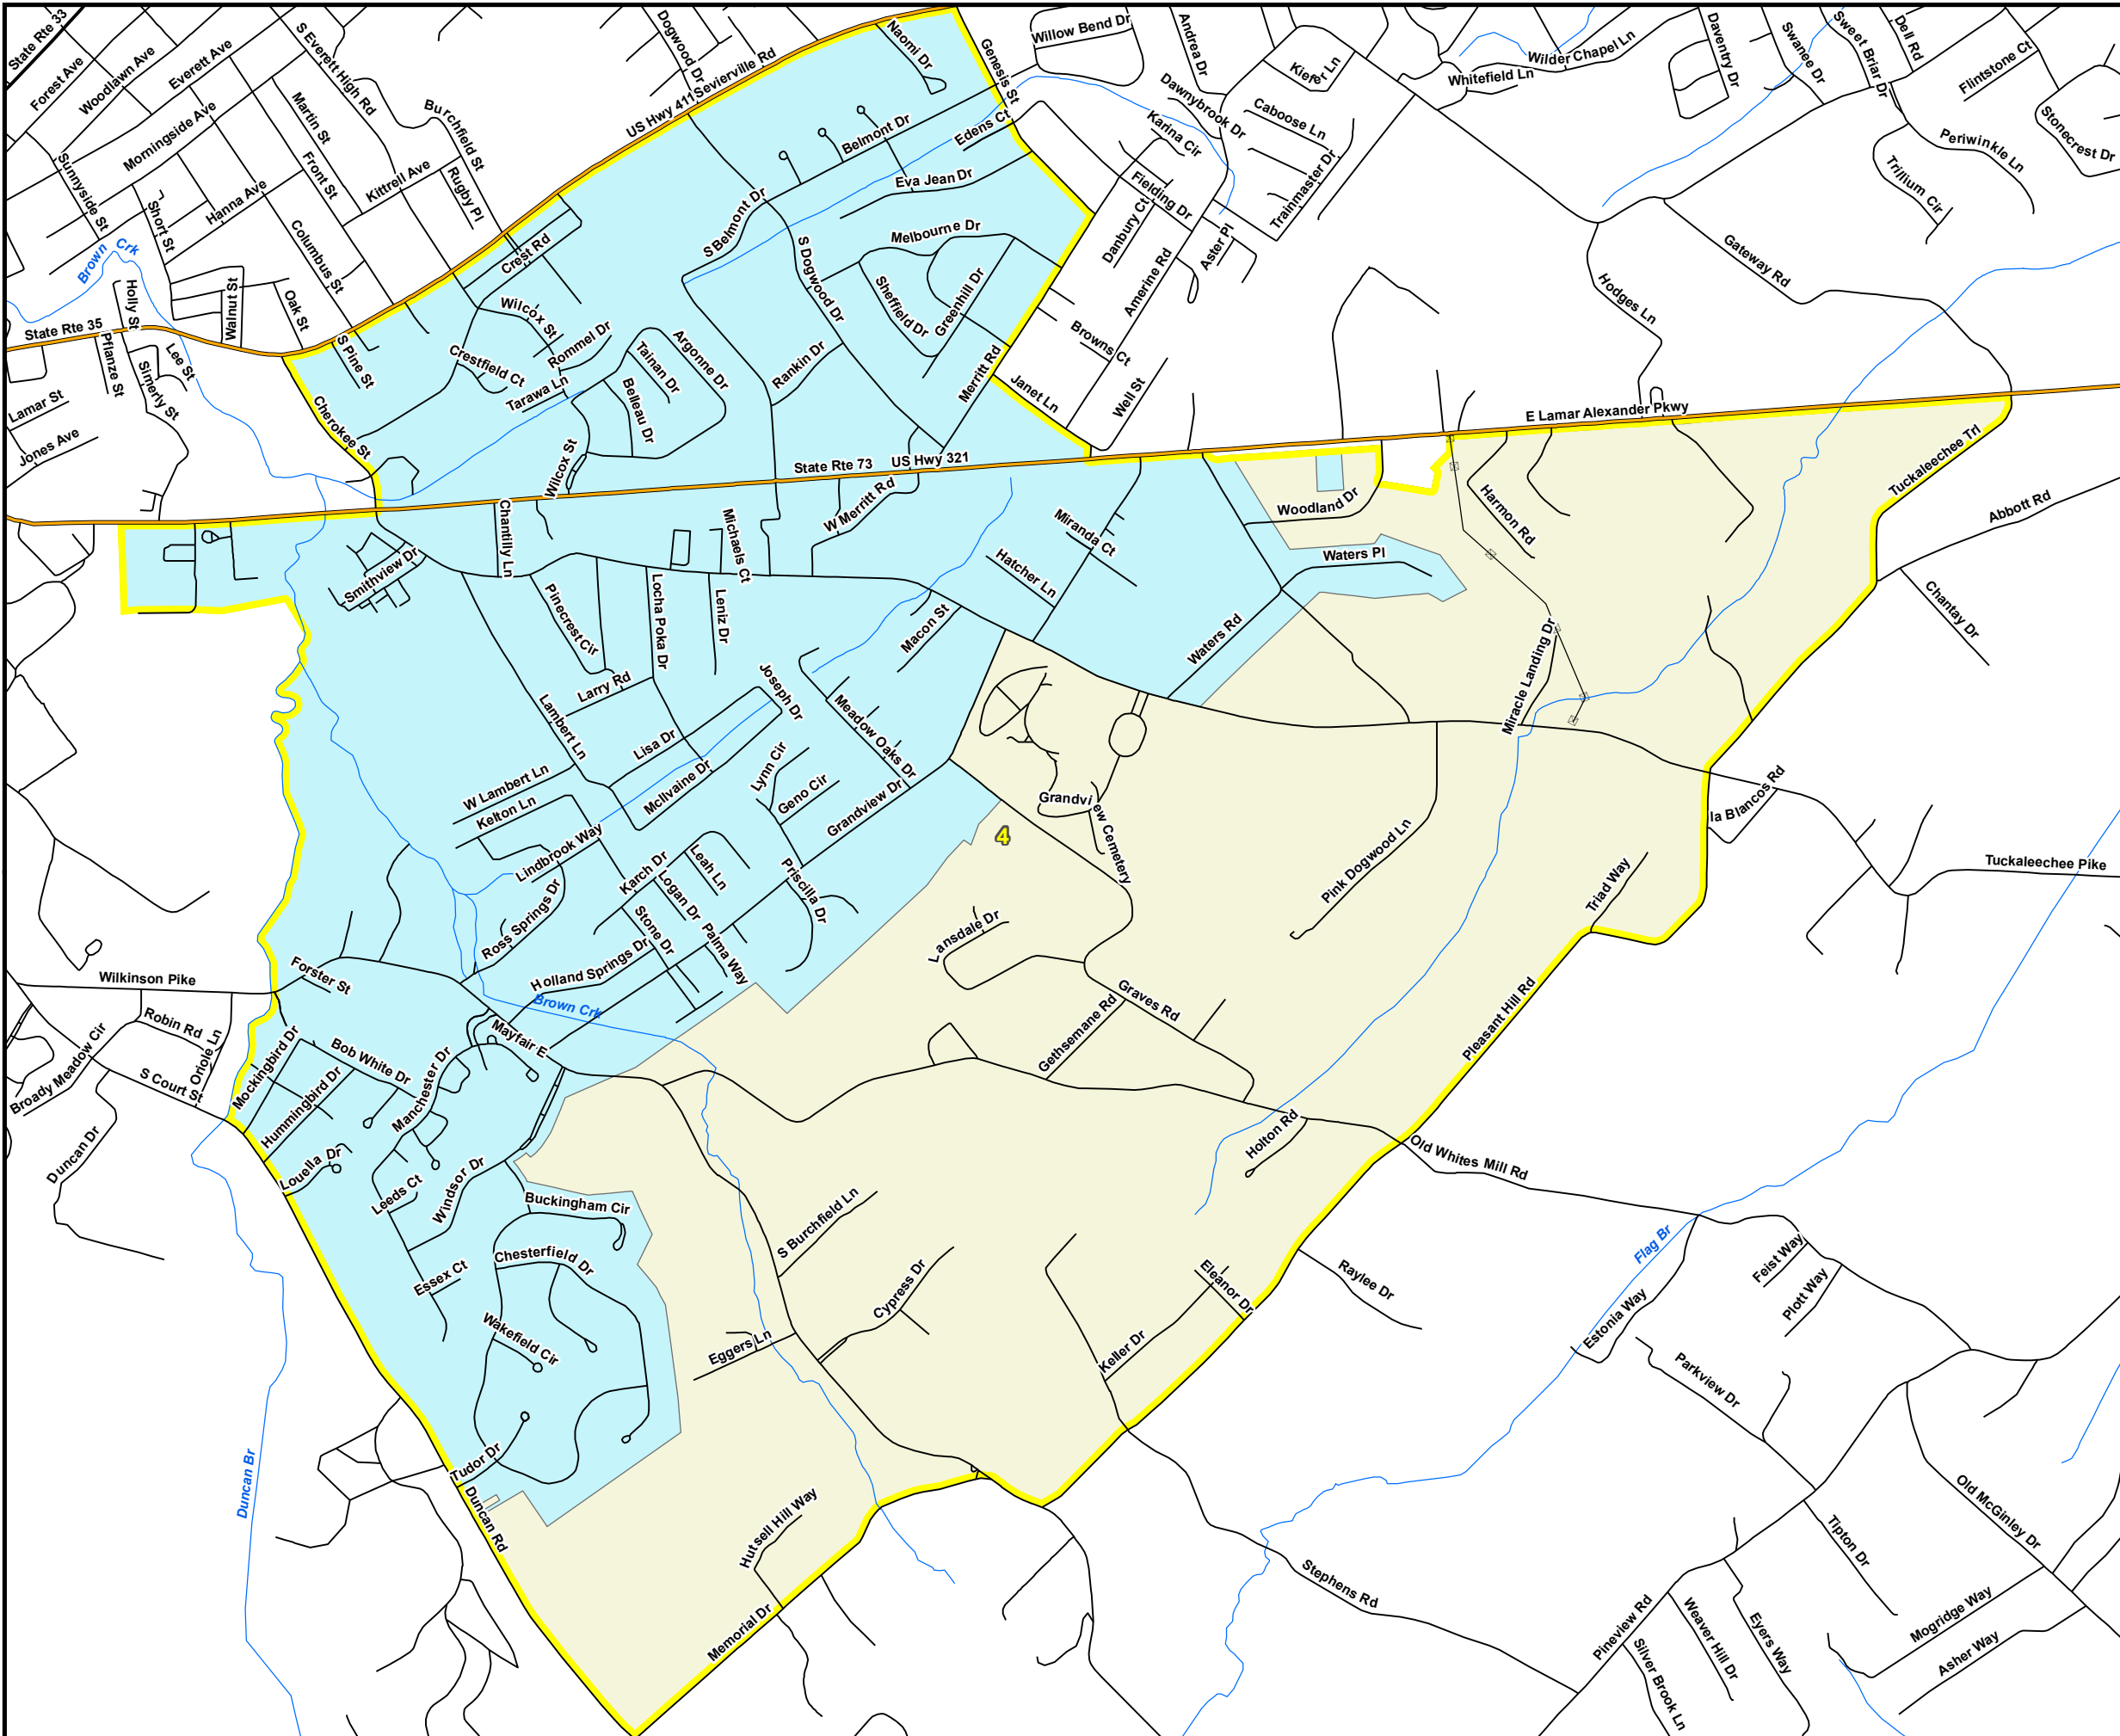 State Rte 33
Forest Ave
Woodlawn Ave
Everett Ave
S Everett High Rd
Morningside Ave
Martin St
Burchfield St
Dogwood Dr
US Hwy 411
Sevierville Rd
Naomi Dr
Genesis St
Willow Bend Dr
Andrea Dr
Kiefer Ln
Whitefield Ln
Wilder Chapel Ln
Daventry Dr
Swanee Dr
Sweet Briar Dr
Dell Rd
Flintstone Ct
Stonecrest Dr
Periwinkle Ln
Trillium Cir
Sunnyside St
Short St
Hanna Ave
Front St
Kittrell Ave
Rugby Pl
Columbus St
Belmont Dr
Edens Ct
Eva Jean Dr
Dawnybrook Dr
Karina Cir
Caboose Ln
Trainmaster Dr
Fielding Dr
Danbury Ct
Aster Pl
Amerine Rd
Brown Crk
Holly St
Walnut St
Oak St
State Rte 35
Pflanze St
Simerly St
Lee St
S Pine St
Crest Rd
S Belmont Dr
S Dogwood Dr
Melbourne Dr
Sheffield Dr
Greenhill Dr
Gateway Rd
Hodges Ln
Wilcox St
Rommel Dr
Crestfield Ct
Tarawa Ln
Tainan Dr
Argonne Dr
Belleau Dr
Rankin Dr
Merritt Rd
Browns Ct
Janet Ln
Well St
Lamar St
Jones Ave
Cherokee St
Wilcox St
State Rte 73
US Hwy 321
E Lamar Alexander Pkwy
Tuckaleechee Trl
Abbott Rd
Chantay Dr
Chantilly Ln
Michaels Ct
W Merritt Rd
Miranda Ct
Hatcher Ln
Woodland Dr
Waters Pl
Harmon Rd
Smithview Dr
Pinecrest Cir
Locha Poka Dr
Leniz Dr
Macon St
Waters Rd
Miracle Landing Dr
Larry Rd
Joseph Dr
Lambert Ln
Lisa Dr
Meadow Oaks Dr
W Lambert Ln
Kelton Ln
McIlvaine Dr
Lynn Cir
Geno Cir
Grandview Dr
Grandview Cemetery
4
la Blancos Rd
Tuckaleechee Pike
Pink Dogwood Ln
Triad Way
Lindbrook Way
Karch Dr
Leah Ln
Logan Dr
Priscilla Dr
Ross Springs Dr
Stone Dr
Palma Way
Holland Springs Dr
Lansdale Dr
Graves Rd
Gethsemane Rd
Pleasant Hill Rd
Wilkinson Pike
Forster St
Brown Crk
Mayfair E
Robin Rd
Oriole Ln
Broady Meadow Cir
S Court St
Mockingbird Dr
Bob White Dr
Hummingbird Dr
Manchester Dr
Duncan Dr
Louella Dr
Leeds Ct
Windsor Dr
Buckingham Cir
Holton Rd
Old Whites Mill Rd
S Burchfield Ln
Chesterfield Dr
Essex Ct
Wakefield Cir
Cypress Dr
Eggers Ln
Eleanor Dr
Keller Dr
Raylee Dr
Flag Br
Estonia Way
Feist Way
Plott Way
Parkview Dr
Duncan Br
Tudor Dr
Duncan Rd
Hutsell Hill Way
Memorial Dr
Stephens Rd
Old McGinley Dr
Tipton Dr
Pineview Rd
Weaver Hill Dr
Silver Brook Ln
Eyers Way
Mogridge Way
Asher Way